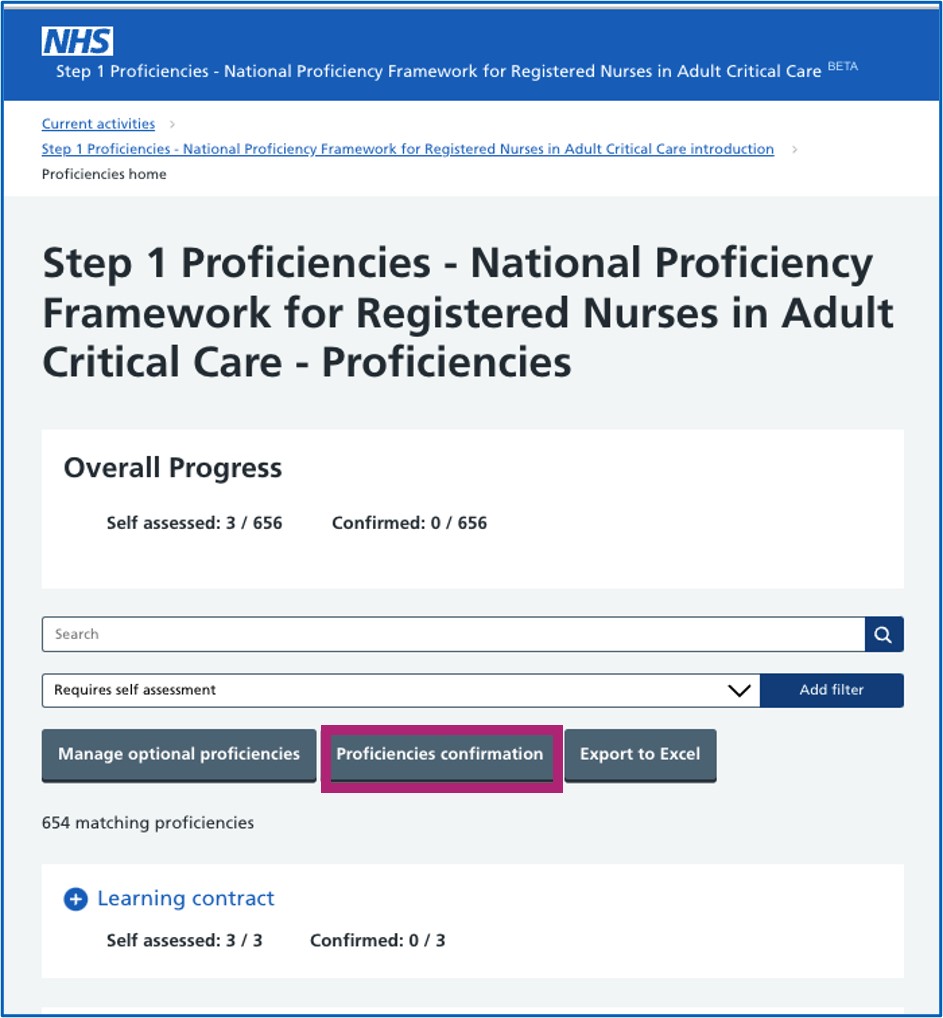 NHS
Step 1 Proficiencies - National Proficiency Framework for Registered Nurses in Adult Critical Care BETA
Current activities
Step 1 Proficiencies - National Proficiency Framework for Registered Nurses in Adult Critical Care introduction
Proficiencies home
Step 1 Proficiencies - National Proficiency
Framework for Registered Nurses in Adult
Critical Care - Proficiencies
Overall Progress
Self assessed: 3 / 656 Confirmed: 0 / 656
Search
Requires self assessment Add filter
Manage optional proficiencies Proficiencies confirmation Export to Excel
654 matching proficiencies
Learning contract
Self assessed: 3 / 3 Confirmed: 0 / 3